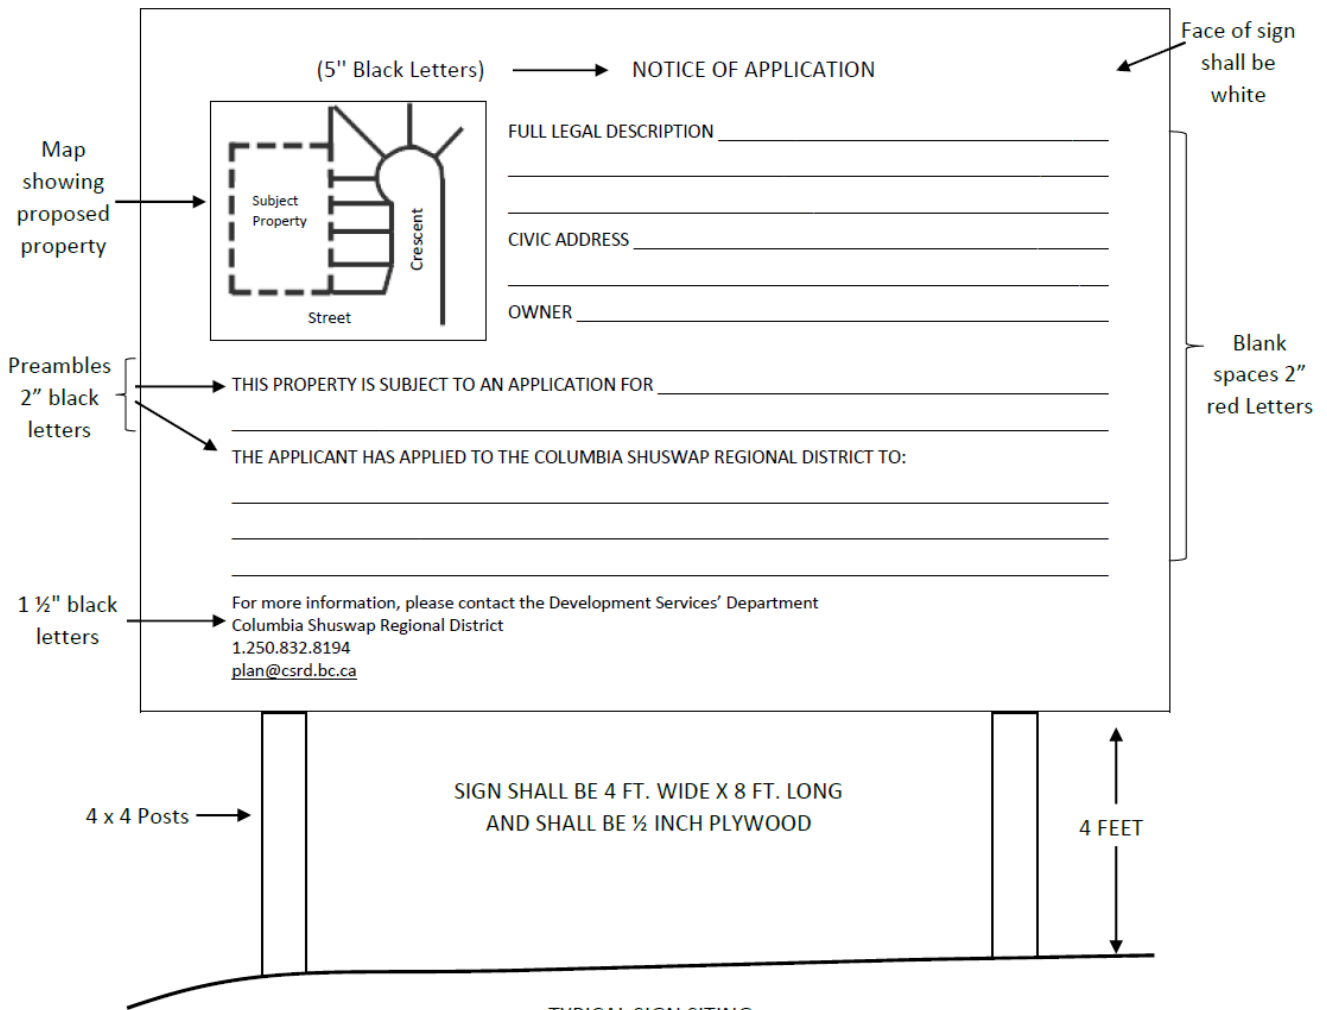 Face of sign
shall be
white
(5" Black Letters)
NOTICE OF APPLICATION
Map
showing
proposed
property
Subject
Property
Crescent
Street
FULL LEGAL DESCRIPTION
CIVIC ADDRESS
OWNER
Blank
spaces 2”
red Letters
Preambles
2” black
letters
THIS PROPERTY IS SUBJECT TO AN APPLICATION FOR
THE APPLICANT HAS APPLIED TO THE COLUMBIA SHUSWAP REGIONAL DISTRICT TO:
1 ½" black
letters
For more information, please contact the Development Services’ Department
Columbia Shuswap Regional District
1.250.832.8194
plan@csrd.bc.ca
4 x 4 Posts
SIGN SHALL BE 4 FT. WIDE X 8 FT. LONG
AND SHALL BE ½ INCH PLYWOOD
4 FEET
TYPICAL SIGN SITING